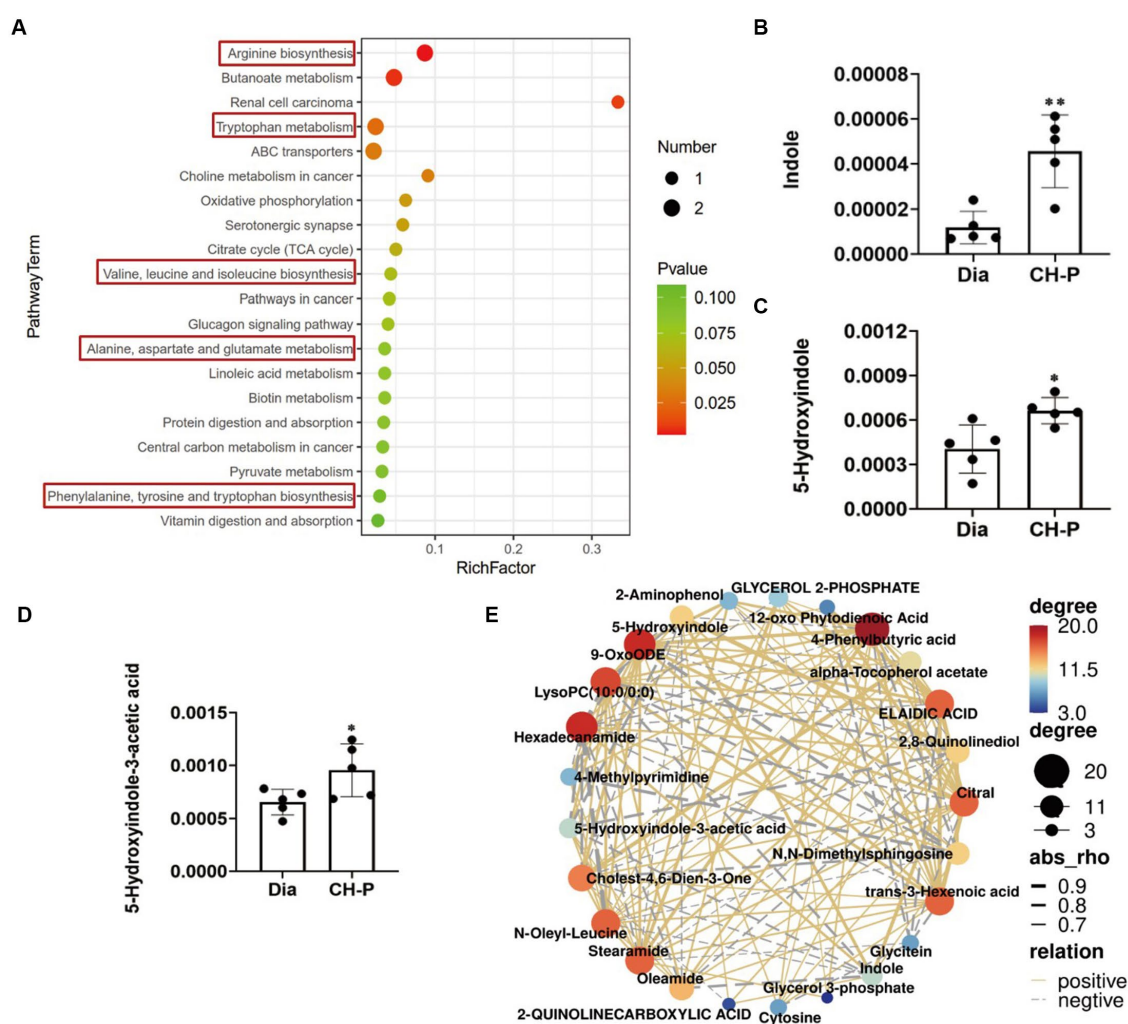 A
Arginine biosynthesis
Butanoate metabolism
Renal cell carcinoma
Tryptophan metabolism
ABC transporters
Choline metabolism in cancer
Oxidative phosphorylation
Serotonergic synapse
Citrate cycle (TCA cycle)
Valine, leucine and isoleucine biosynthesis
Pathways in cancer
Glucagon signaling pathway
Alanine, aspartate and glutamate metabolism
Linoleic acid metabolism
Biotin metabolism
Protein digestion and absorption
Central carbon metabolism in cancer
Pyruvate metabolism
Phenylalanine, tyrosine and tryptophan biosynthesis
Vitamin digestion and absorption
PathwayTerm
0.1 0.2 0.3
RichFactor
Number
1
2
Pvalue
0.100
0.075
0.050
0.025
B
Indole
0.00008
0.00006
0.00004
0.00002
0.00000
**
Dia CH-P
C
5-Hydroxyindole
0.0012
0.0009
0.0006
0.0003
0.0000
*
Dia CH-P
D
5-Hydroxyindole-3-acetic acid
0.0015
0.0010
0.0005
0.0000
*
Dia CH-P
E
2-Aminophenol
GLYCEROL 2-PHOSPHATE
12-oxo Phytodienoic Acid
5-Hydroxyindole
4-Phenylbutyric acid
9-OxoODE
alpha-Tocopherol acetate
LysoPC(10:0/0:0)
ELAIDIC ACID
Hexadecanamide
2,8-Quinolinediol
4-Methylpyrimidine
Citral
5-Hydroxyindole-3-acetic acid
N,N-Dimethylsphingosine
Cholest-4,6-Dien-3-One
trans-3-Hexenoic acid
N-Oleyl-Leucine
Stearamide
Glycitein
Oleamide
Indole
Glycerol 3-phosphate
2-QUINOLINECARBOXYLIC ACID
Cytosine
degree
20.0
11.5
3.0
degree
20
11
3
abs_rho
0.9
0.8
0.7
relation
positive
negtive